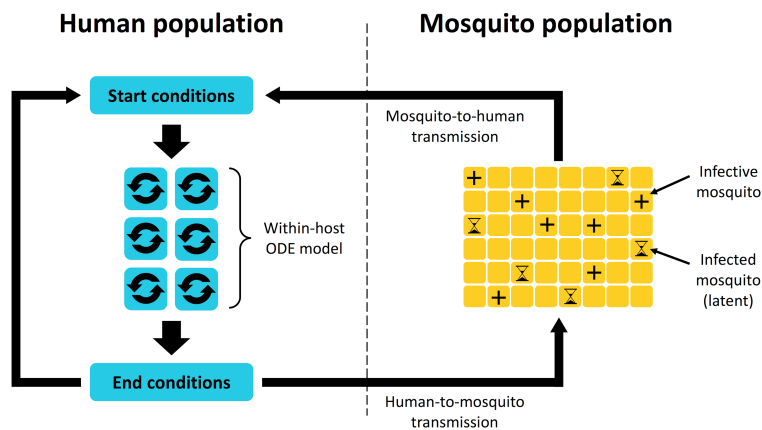 Human population
Mosquito population
Start conditions
Mosquito-to-human
transmission
Within-host
ODE model
Infective
mosquito
Infected
mosquito
(latent)
End conditions
Human-to-mosquito
transmission